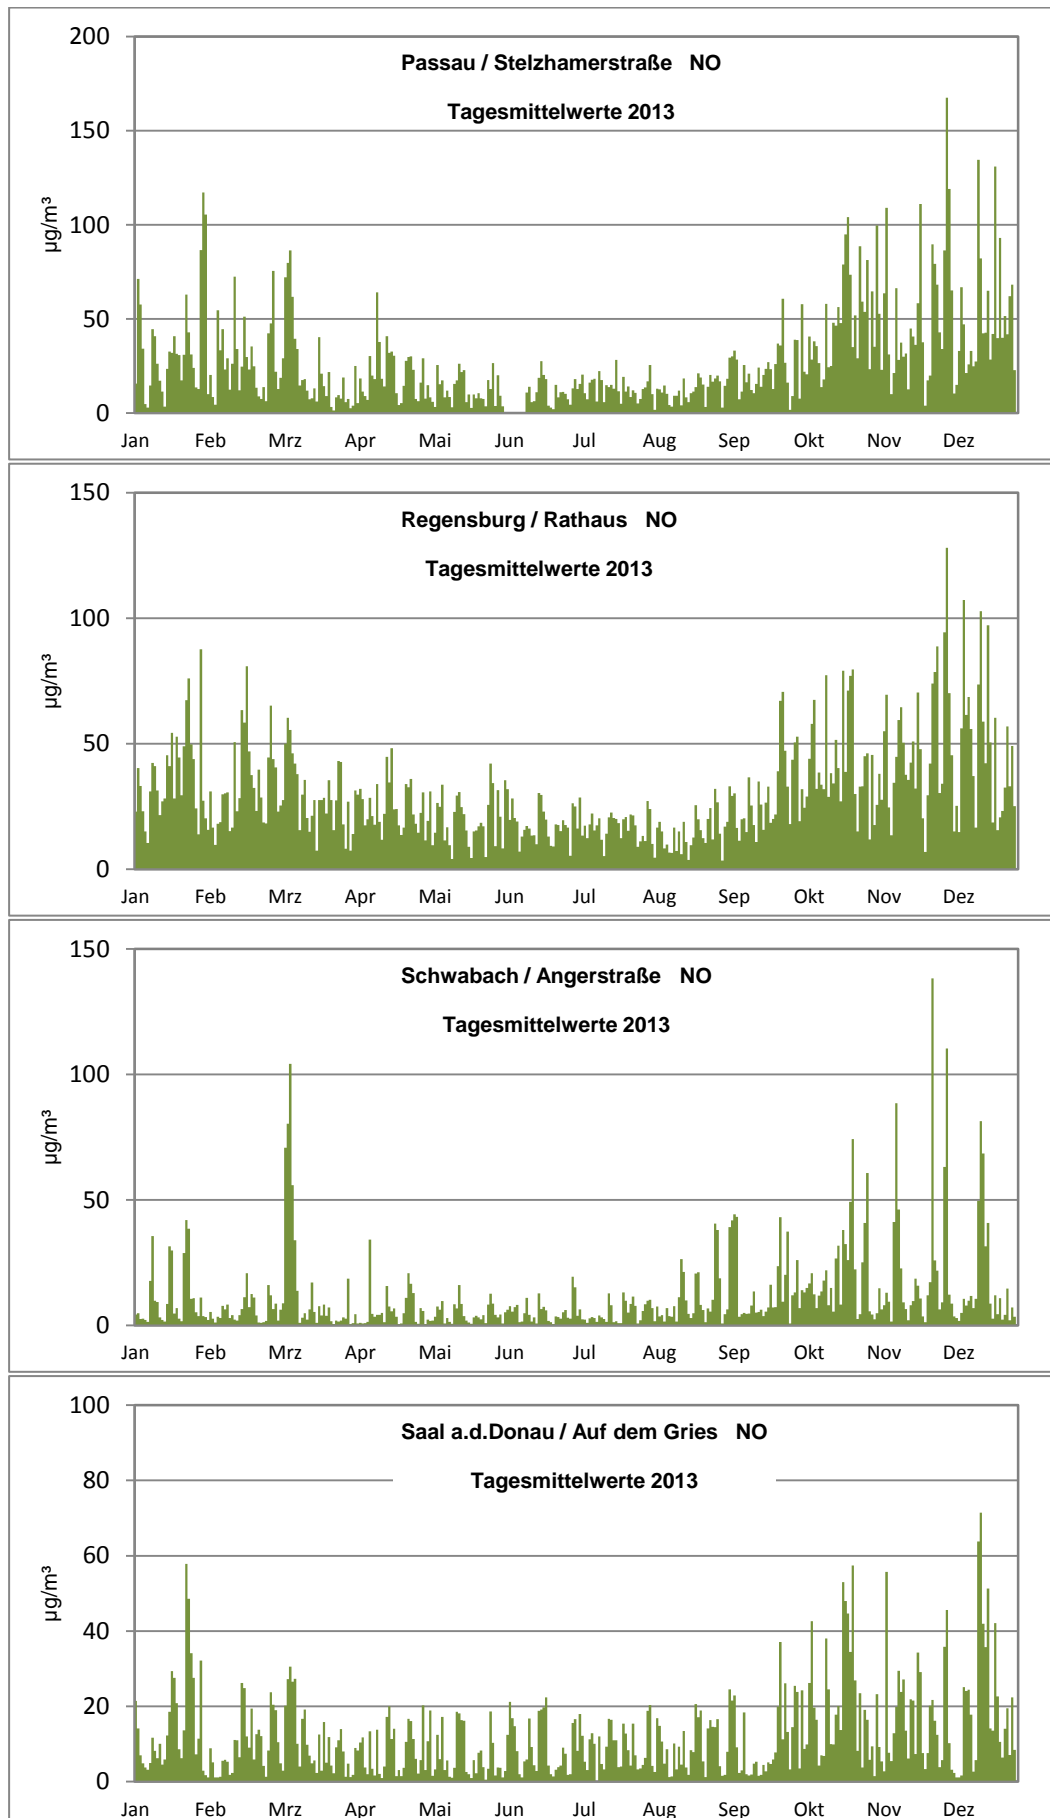 Passau / Stelzhamerstraße NO
Tagesmittelwerte 2013
µg/m³
200
150
100
50
0
Jan Feb Mrz Apr Mai Jun Jul Aug Sep Okt Nov Dez
Regensburg / Rathaus NO
Tagesmittelwerte 2013
µg/m³
150
100
50
0
Jan Feb Mrz Apr Mai Jun Jul Aug Sep Okt Nov Dez
Schwabach / Angerstraße NO
Tagesmittelwerte 2013
µg/m³
150
100
50
0
Jan Feb Mrz Apr Mai Jun Jul Aug Sep Okt Nov Dez
Saal a.d.Donau / Auf dem Gries NO
Tagesmittelwerte 2013
µg/m³
100
80
60
40
20
0
Jan Feb Mrz Apr Mai Jun Jul Aug Sep Okt Nov Dez